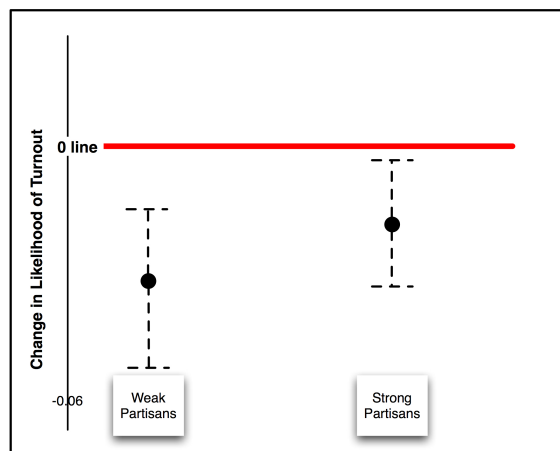 Change in Likelihood of Turnout
0 line
-0.06
Weak
Partisans
Strong
Partisans